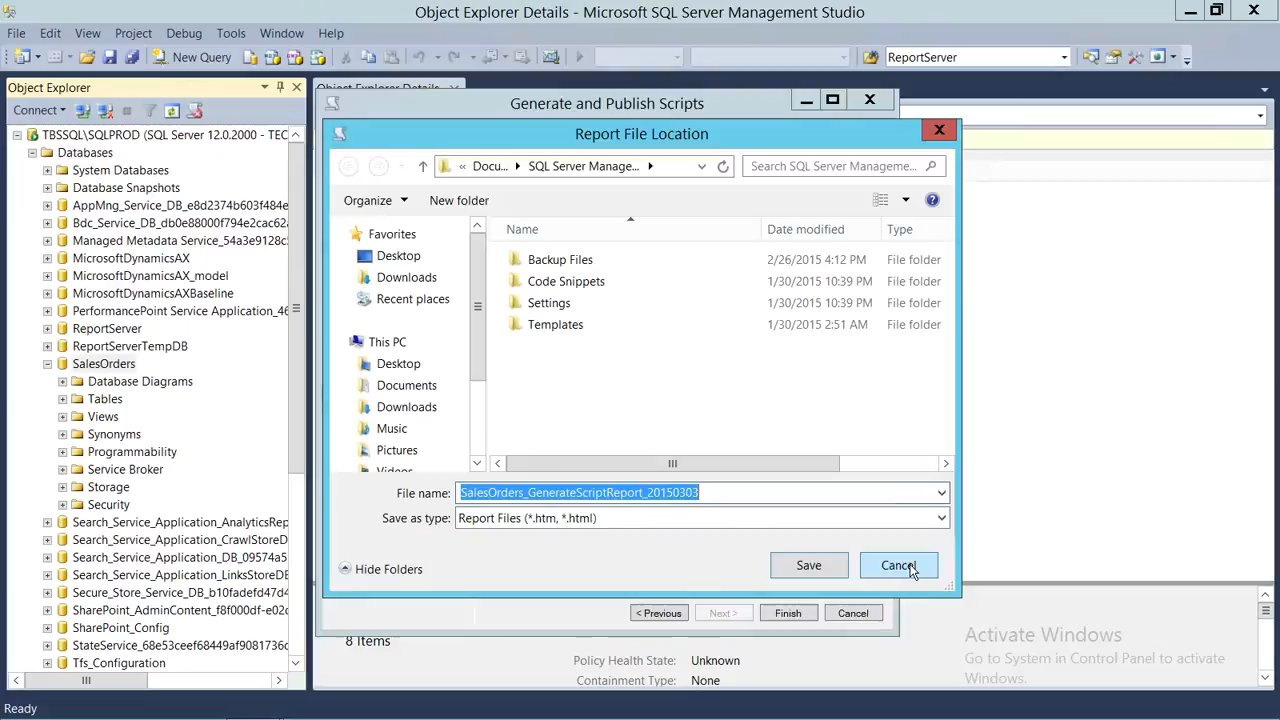 Object Explorer Details - Microsoft SQL Server Management Studio
File Edit View Project Debug Tools Window Help
New Query
ReportServer
Object Explorer
Object Explorer Details
Generate and Publish Scripts
Connect
Report File Location
TBSSQL\SQLPROD (SQL Server 12.0.2000 - TEC
Databases
System Databases
Database Snapshots
AppMng_Service_DB_e8d2374b603f484e
Bdc_Service_DB_db0e88000f794e2cac62
Managed Metadata Service_54a3e9128c
MicrosoftDynamicsAX
MicrosoftDynamicsAX_model
MicrosoftDynamicsAXBaseline
PerformancePoint Service Application_46
ReportServer
ReportServerTempDB
SalesOrders
Database Diagrams
Tables
Views
Synonyms
Programmability
Service Broker
Storage
Security
Search_Service_Application_AnalyticsRep
Search_Service_Application_CrawlStoreD
Search_Service_Application_DB_09574a5
Search_Service_Application_LinksStoreDB
Secure_Store_Service_DB_b10fadfd47d4
SharePoint_AdminContent_f8f000df-e02
SharePoint_Config
StateService_68e53ceef68449af9081736c
Tfs_Configuration
« Docu... SQL Server Manage...
Search SQL Server Manageme...
Organize New folder
Favorites
Desktop
Downloads
Recent places
This PC
Desktop
Documents
Downloads
Music
Pictures
Videos
Name Date modified Type
Backup Files 2/26/2015 4:12 PM File folder
Code Snippets 1/30/2015 10:39 PM File folder
Settings 1/30/2015 10:39 PM File folder
Templates 1/30/2015 2:51 AM File folder
File name: SalesOrders_GenerateScriptReport_20150303
Save as type: Report Files (*.htm, *.html)
Hide Folders
Save Cancel
< Previous Next > Finish Cancel
8 Items
Policy Health State: Unknown
Containment Type: None
Activate Windows
Go to System in Control Panel to activate
Windows.
Ready